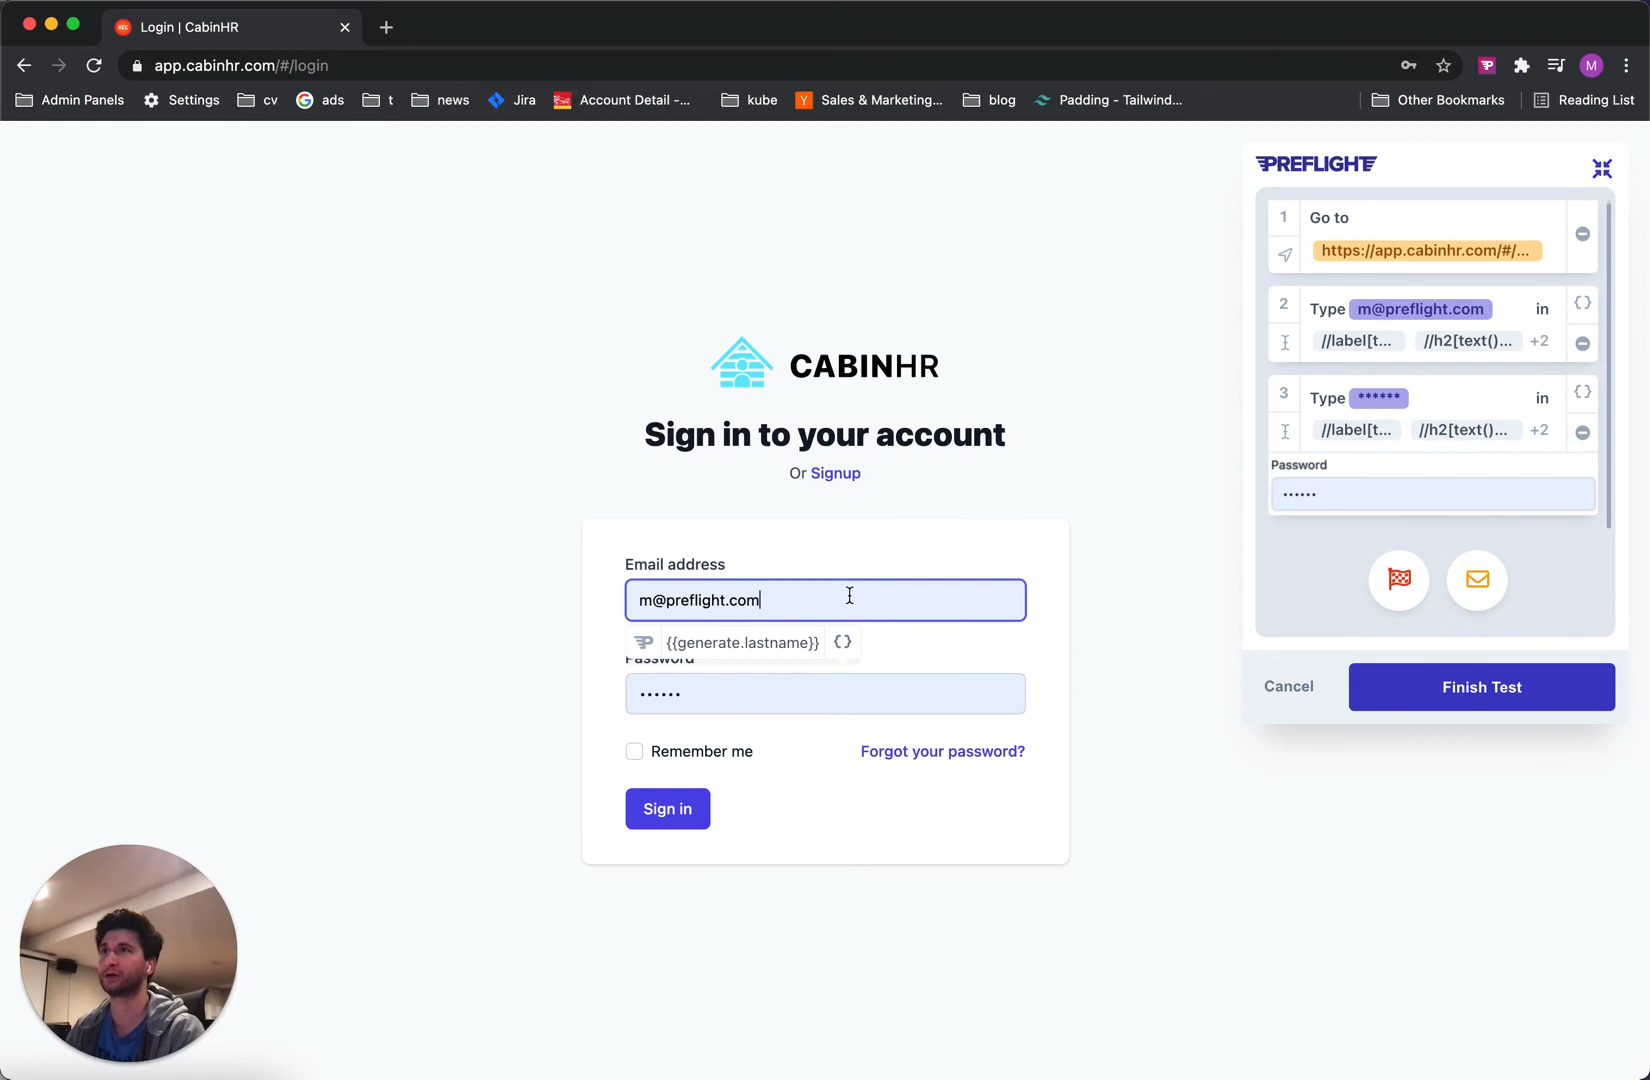 REC
Login | CabinHR
app.cabinhr.com/#/login
M
Admin Panels
Settings
cv
ads
t
news
Jira
Account Detail -...
kube
Y
Sales & Marketing...
blog
Padding - Tailwind...
Other Bookmarks
Reading List
PREFLIGHT
1
Go to
https://app.cabinhr.com/#/...
2
Type m@preflight.com in
//label[t... //h2[text()... +2
{}
3
Type ****** in
//label[t... //h2[text()... +2
{}
Password
••••••
Cancel
Finish Test
CABINHR
Sign in to your account
Or Signup
Email address
m@preflight.com
{{generate.lastname}} {}
Password
••••••
Remember me
Forgot your password?
Sign in